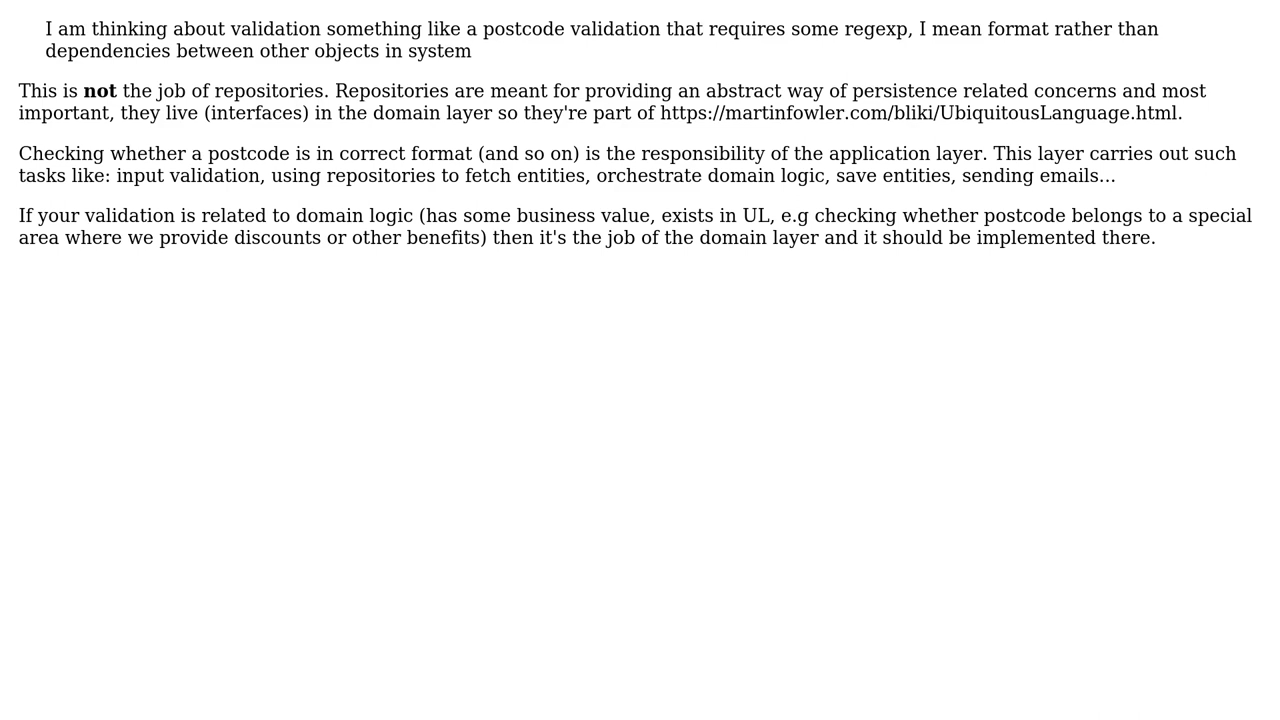 I am thinking about validation something like a postcode validation that requires some regexp, I mean format rather than
dependencies between other objects in system
This is not the job of repositories. Repositories are meant for providing an abstract way of persistence related concerns and most
important, they live (interfaces) in the domain layer so they're part of https://martinfowler.com/bliki/UbiquitousLanguage.html.
Checking whether a postcode is in correct format (and so on) is the responsibility of the application layer. This layer carries out such
tasks like: input validation, using repositories to fetch entities, orchestrate domain logic, save entities, sending emails...
If your validation is related to domain logic (has some business value, exists in UL, e.g checking whether postcode belongs to a special
area where we provide discounts or other benefits) then it's the job of the domain layer and it should be implemented there.